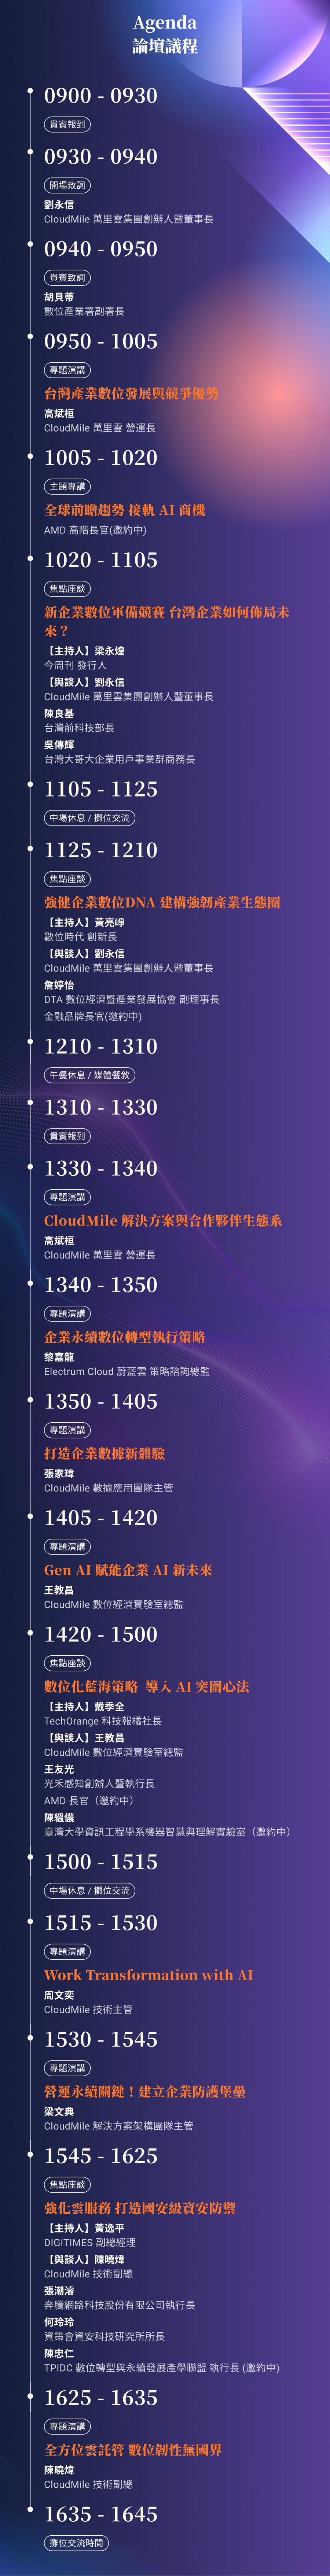 Agenda
論壇議程
0900 - 0930
貴賓報到
0930 - 0940
開場致詞
劉永信
CloudMile 萬里雲集團創辦人暨董事長
0940 - 0950
貴賓致詞
胡貝蒂
數位產業署副署長
0950 - 1005
專題演講
台灣產業數位發展與競爭優勢
高斌桓
CloudMile 萬里雲 營運長
1005 - 1020
主題專講
全球前瞻趨勢 接軌 AI 商機
AMD 高階長官(邀約中)
1020 - 1105
焦點座談
新企業數位軍備競賽 台灣企業如何佈局未
來？
【主持人】梁永煌
今周刊 發行人
【與談人】劉永信
CloudMile 萬里雲集團創辦人暨董事長
陳良基
台灣前科技部長
吳傳輝
台灣大哥大企業用戶事業群商務長
1105 - 1125
中場休息 / 攤位交流
1125 - 1210
焦點座談
強健企業數位DNA 建構強韌產業生態圈
【主持人】黃亮崢
數位時代 創新長
【與談人】劉永信
CloudMile 萬里雲集團創辦人暨董事長
詹婷怡
DTA 數位經濟暨產業發展協會 副理事長
金融品牌長官(邀約中)
1210 - 1310
午餐休息 / 媒體餐敘
1310 - 1330
貴賓報到
1330 - 1340
專題演講
CloudMile 解決方案與合作夥伴生態系
高斌桓
CloudMile 萬里雲 營運長
1340 - 1350
專題演講
企業永續數位轉型執行策略
黎嘉龍
Electrum Cloud 蔚藍雲 策略諮詢總監
1350 - 1405
專題演講
打造企業數據新體驗
張家瑋
CloudMile 數據應用團隊主管
1405 - 1420
專題演講
Gen AI 賦能企業 AI 新未來
王教昌
CloudMile 數位經濟實驗室總監
1420 - 1500
焦點座談
數位化藍海策略 導入 AI 突圍心法
【主持人】戴季全
TechOrange 科技報橘社長
【與談人】王教昌
CloudMile 數位經濟實驗室總監
王友光
光禾感知創辦人暨執行長
AMD 長官（邀約中）
陳縕儂
臺灣大學資訊工程學系機器智慧與理解實驗室（邀約中）
1500 - 1515
中場休息 / 攤位交流
1515 - 1530
專題演講
Work Transformation with AI
周文奕
CloudMile 技術主管
1530 - 1545
專題演講
營運永續關鍵！建立企業防護堡壘
梁文典
CloudMile 解決方案架構團隊主管
1545 - 1625
焦點座談
強化雲服務 打造國安級資安防禦
【主持人】黃逸平
DIGITIMES 副總經理
【與談人】陳曉煒
CloudMile 技術副總
張潮濬
奔騰網路科技股份有限公司執行長
何玲玲
資策會資安科技研究所所長
陳忠仁
TPIDC 數位轉型與永續發展產學聯盟 執行長 (邀約中)
1625 - 1635
專題演講
全方位雲託管 數位韌性無國界
陳曉煒
CloudMile 技術副總
1635 - 1645
攤位交流時間